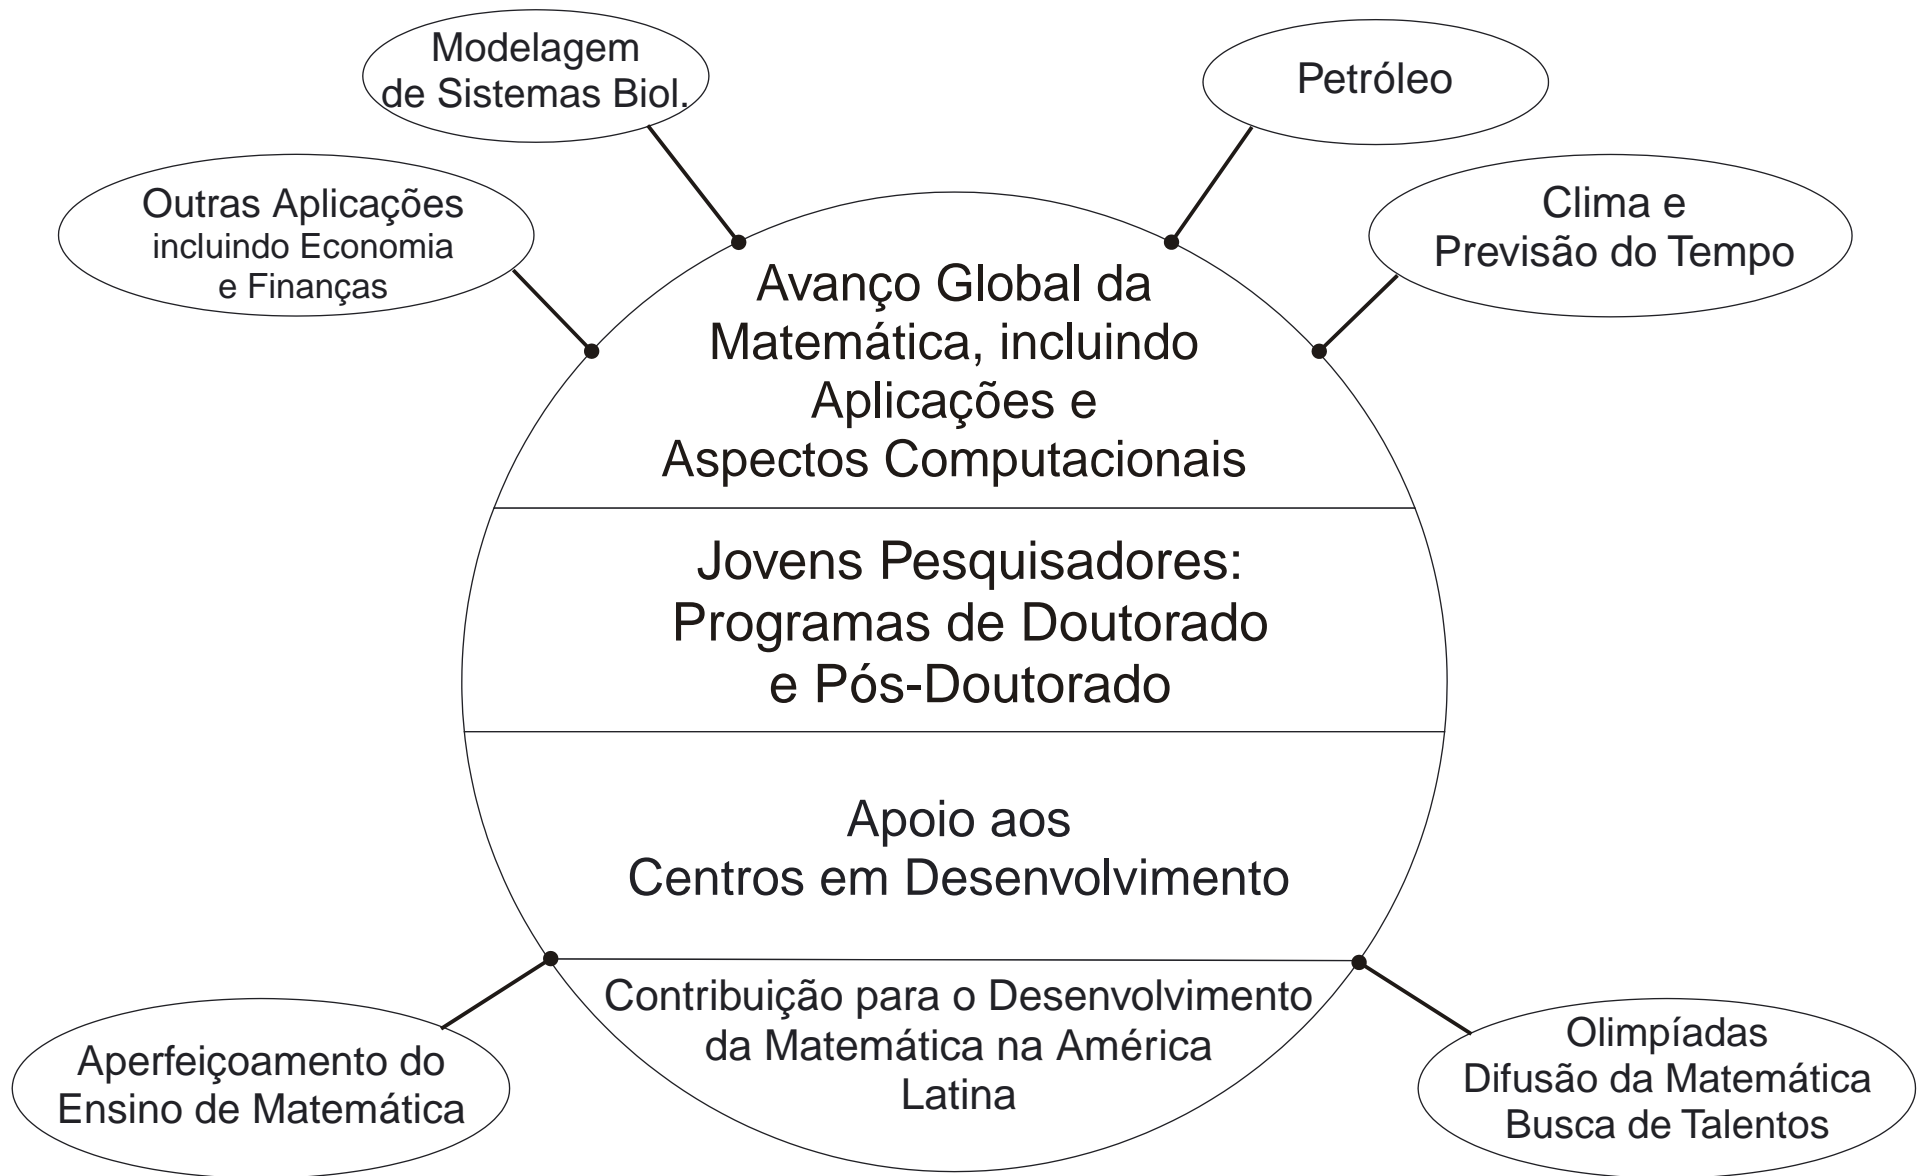 Modelagem
de Sistemas Biol.
Petróleo
Outras Aplicações
incluindo Economia
e Finanças
Clima e
Previsão do Tempo
Avanço Global da
Matemática, incluindo
Aplicações e
Aspectos Computacionais
Jovens Pesquisadores:
Programas de Doutorado
e Pós-Doutorado
Apoio aos
Centros em Desenvolvimento
Contribuição para o Desenvolvimento
da Matemática na América
Latina
Aperfeiçoamento do
Ensino de Matemática
Olimpíadas
Difusão da Matemática
Busca de Talentos